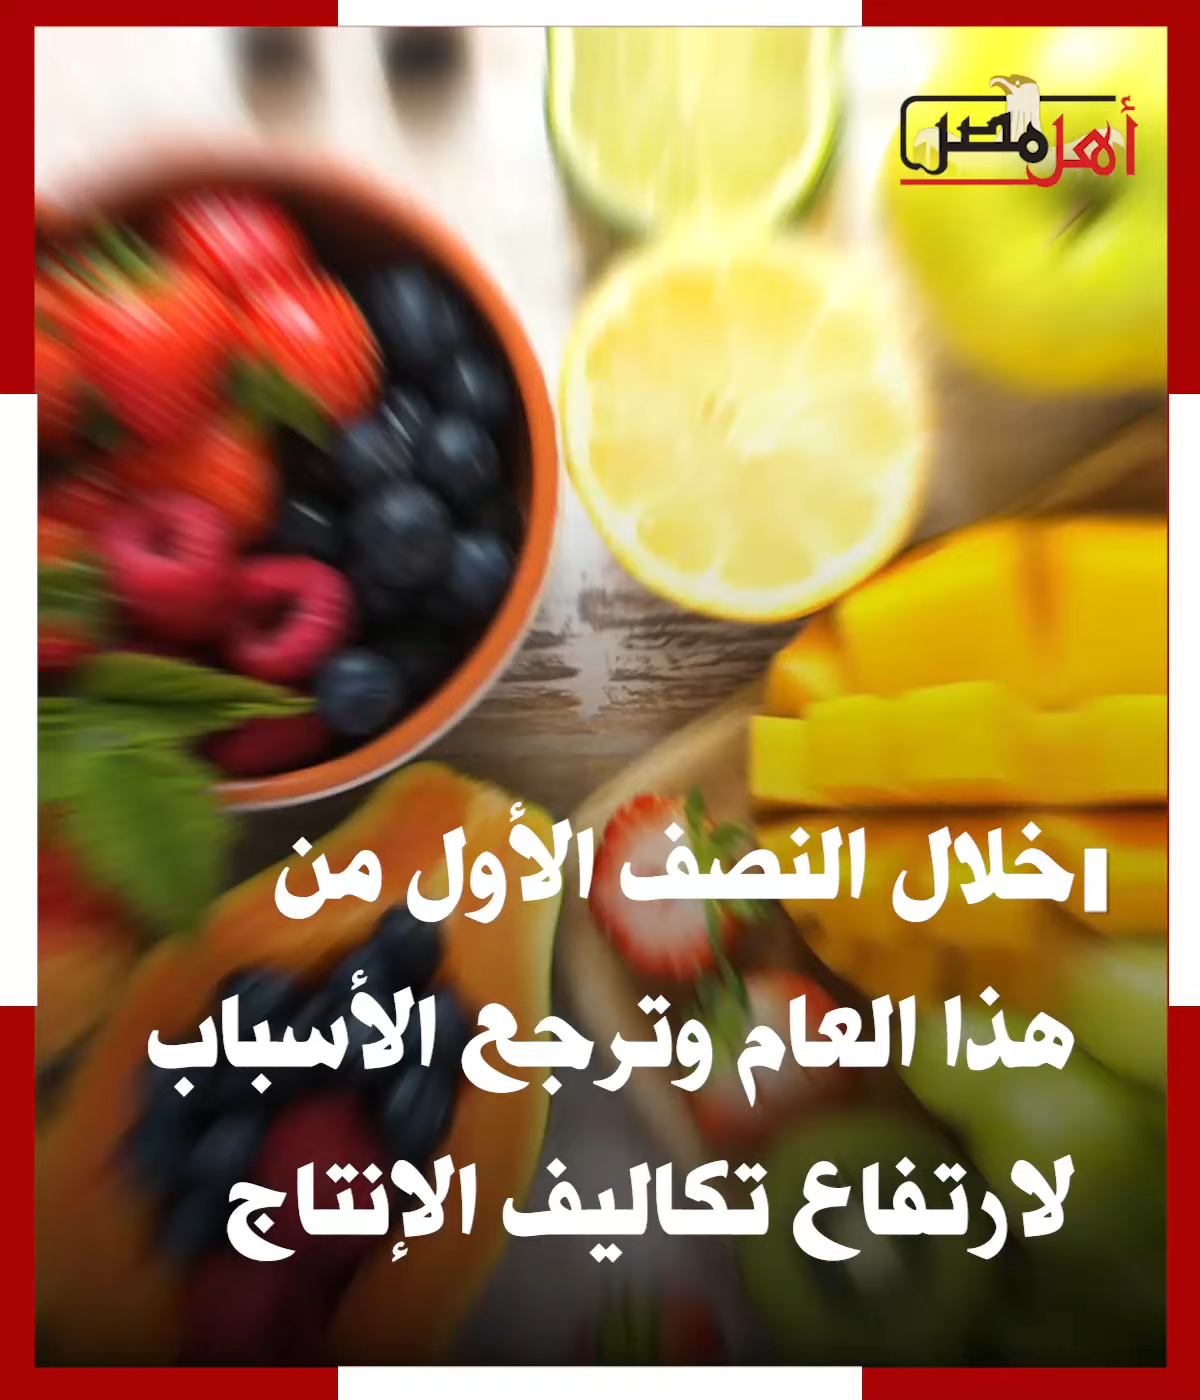 أهل مصر
خلال النصف الأول من
هذا العام وترجع الأسباب
لارتفاع تكاليف الإنتاج